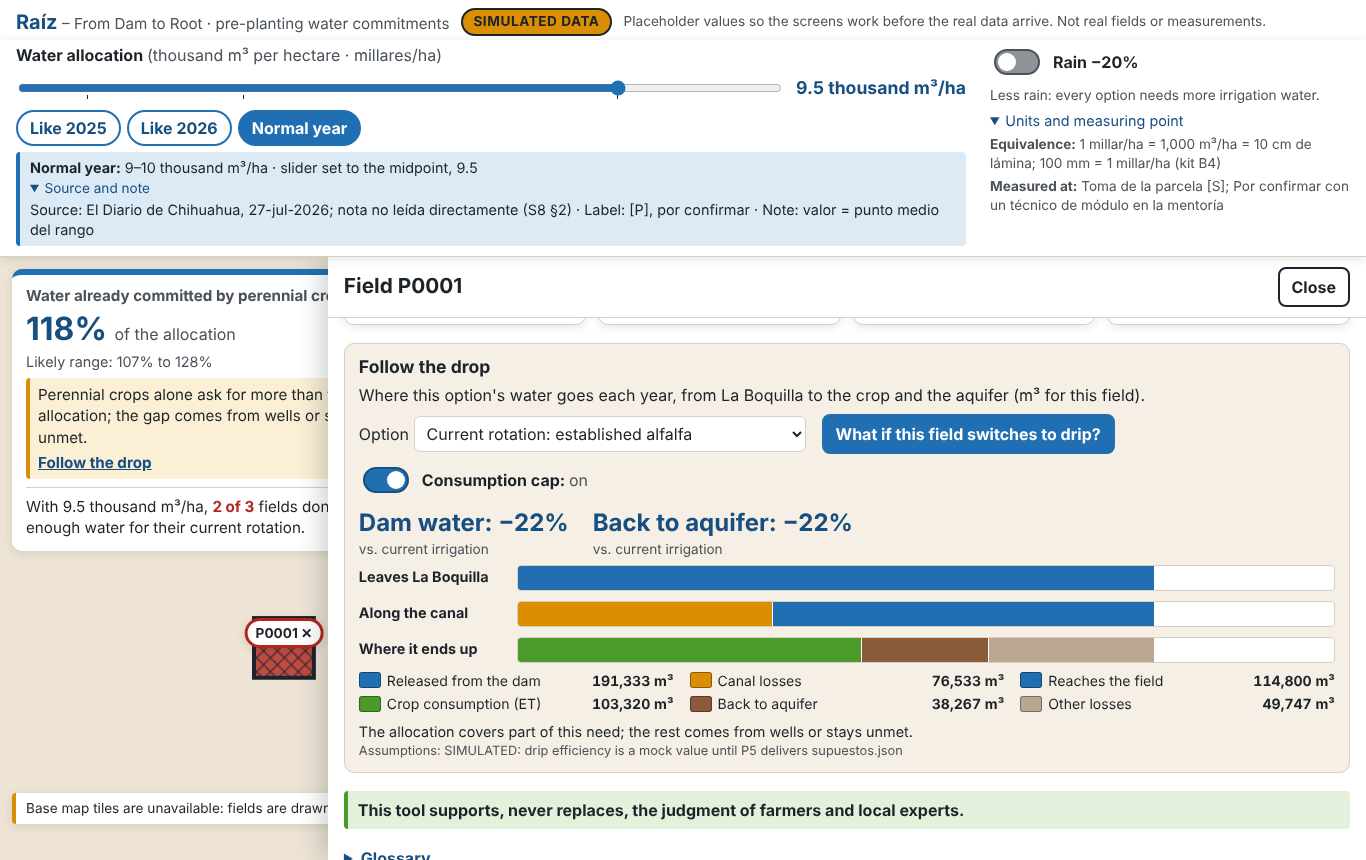 Raíz – From Dam to Root · pre-planting water commitments SIMULATED DATA Placeholder values so the screens work before the real data arrive. Not real fields or measurements.
Water allocation (thousand m³ per hectare · millares/ha)
9.5 thousand m³/ha
Like 2025 Like 2026 Normal year
Normal year: 9–10 thousand m³/ha · slider set to the midpoint, 9.5
▼ Source and note
Source: El Diario de Chihuahua, 27-jul-2026; nota no leída directamente (S8 §2) · Label: [P], por confirmar · Note: valor = punto medio
del rango
Rain −20%
Less rain: every option needs more irrigation water.
▼ Units and measuring point
Equivalence: 1 millar/ha = 1,000 m³/ha = 10 cm de
lámina; 100 mm = 1 millar/ha (kit B4)
Measured at: Toma de la parcela [S]; Por confirmar con
un técnico de módulo en la mentoría
Water already committed by perennial cr
118% of the allocation
Likely range: 107% to 128%
Perennial crops alone ask for more than
allocation; the gap comes from wells or s
unmet.
Follow the drop
With 9.5 thousand m³/ha, 2 of 3 fields don
enough water for their current rotation.
P0001 ✕
Base map tiles are unavailable: fields are drawn
Field P0001
Close
Follow the drop
Where this option's water goes each year, from La Boquilla to the crop and the aquifer (m³ for this field).
Option Current rotation: established alfalfa What if this field switches to drip?
Consumption cap: on
Dam water: −22% Back to aquifer: −22%
vs. current irrigation vs. current irrigation
Leaves La Boquilla
Along the canal
Where it ends up
Released from the dam 191,333 m³ Canal losses 76,533 m³ Reaches the field 114,800 m³
Crop consumption (ET) 103,320 m³ Back to aquifer 38,267 m³ Other losses 49,747 m³
The allocation covers part of this need; the rest comes from wells or stays unmet.
Assumptions: SIMULATED: drip efficiency is a mock value until P5 delivers supuestos.json
This tool supports, never replaces, the judgment of farmers and local experts.
▶ Glossary